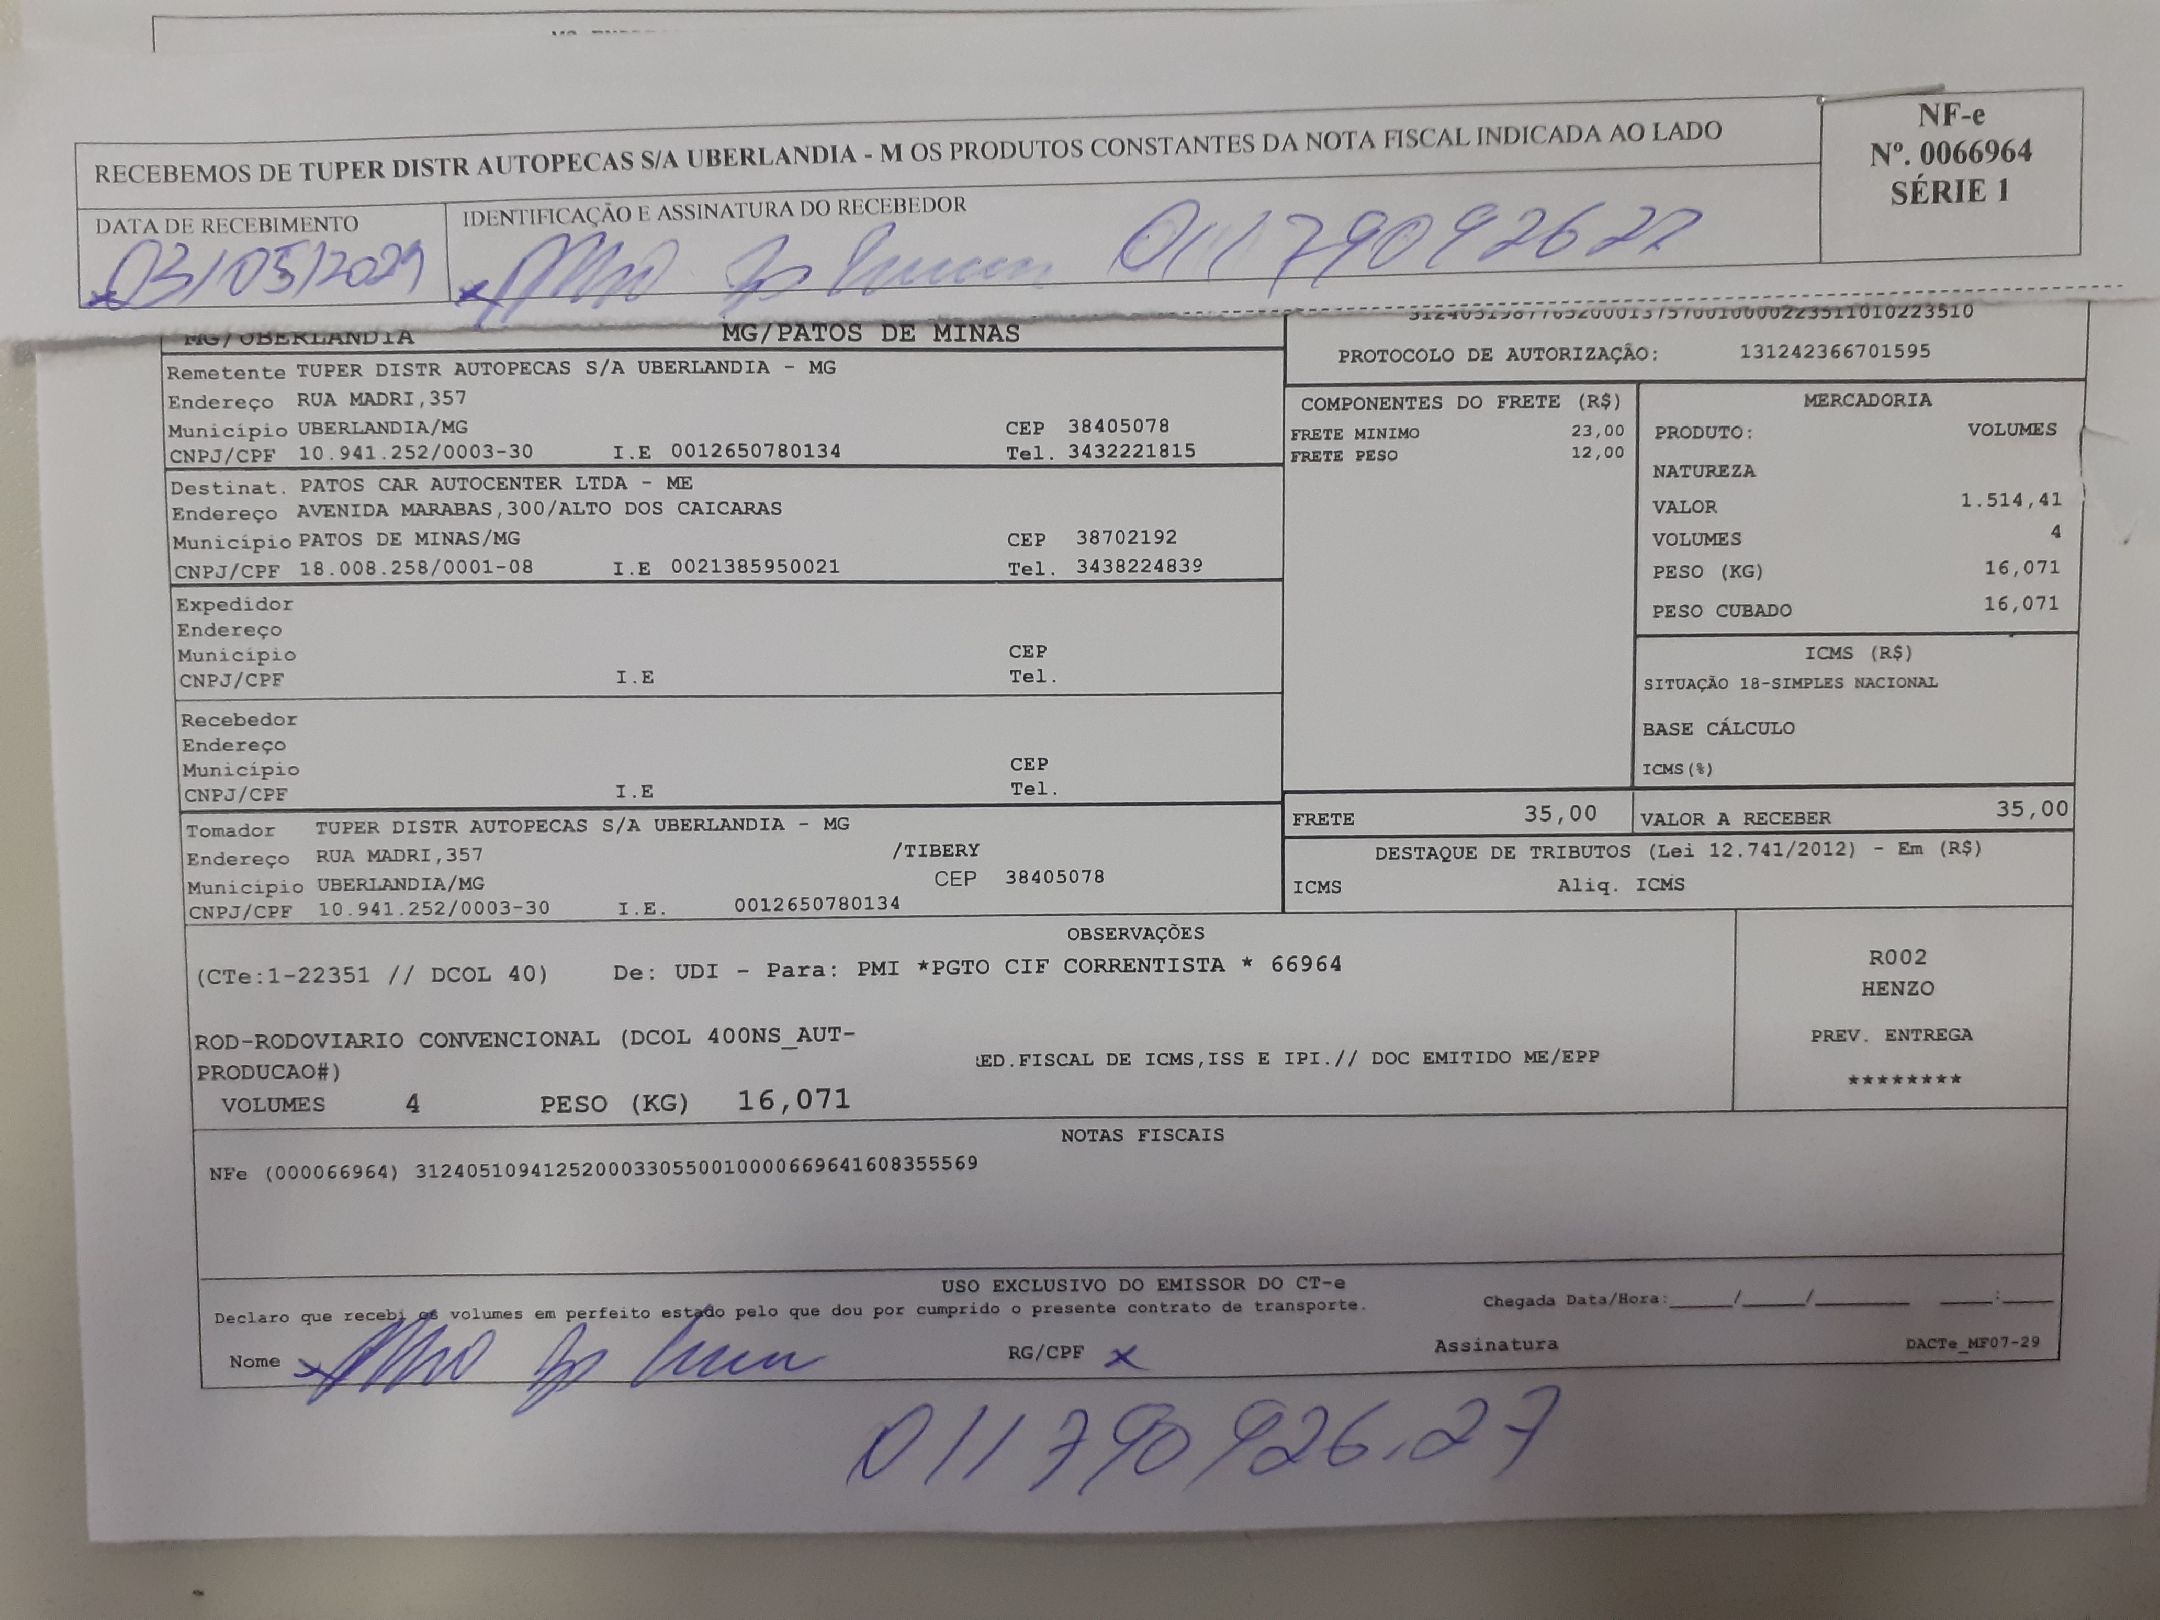 RECEBEMOS DE TUPER DISTR AUTOPECAS S/A UBERLANDIA - M OS PRODUTOS CONSTANTES DA NOTA FISCAL INDICADA AO LADO
NF-e
Nº. 0066964
SÉRIE 1
DATA DE RECEBIMENTO
03/05/2024
IDENTIFICAÇÃO E ASSINATURA DO RECEBEDOR
01179092627
MG/UBERLANDIA MG/PATOS DE MINAS
Remetente TUPER DISTR AUTOPECAS S/A UBERLANDIA - MG
Endereço RUA MADRI,357
Município UBERLANDIA/MG CEP 38405078
CNPJ/CPF 10.941.252/0003-30 I.E 0012650780134 Tel. 3432221815
Destinat. PATOS CAR AUTOCENTER LTDA - ME
Endereço AVENIDA MARABAS,300/ALTO DOS CAICARAS
Município PATOS DE MINAS/MG CEP 38702192
CNPJ/CPF 18.008.258/0001-08 I.E 0021385950021 Tel. 3438224839
Expedidor
Endereço
Município CEP
CNPJ/CPF I.E Tel.
Recebedor
Endereço
Município CEP
CNPJ/CPF I.E Tel.
Tomador TUPER DISTR AUTOPECAS S/A UBERLANDIA - MG
Endereço RUA MADRI,357 /TIBERY
Município UBERLANDIA/MG CEP 38405078
CNPJ/CPF 10.941.252/0003-30 I.E. 0012650780134
PROTOCOLO DE AUTORIZAÇÃO: 131242366701595
COMPONENTES DO FRETE (R$)
FRETE MINIMO 23,00
FRETE PESO 12,00
MERCADORIA
PRODUTO: VOLUMES
NATUREZA
VALOR 1.514,41
VOLUMES 4
PESO (KG) 16,071
PESO CUBADO 16,071
ICMS (R$)
SITUAÇÃO 18-SIMPLES NACIONAL
BASE CÁLCULO
ICMS(%)
FRETE 35,00 VALOR A RECEBER 35,00
DESTAQUE DE TRIBUTOS (Lei 12.741/2012) - Em (R$)
ICMS Aliq. ICMS
OBSERVAÇÕES
(CTe:1-22351 // DCOL 40) De: UDI - Para: PMI *PGTO CIF CORRENTISTA * 66964
ROD-RODOVIARIO CONVENCIONAL (DCOL 400NS_AUT-
PRODUCAO#)
ED.FISCAL DE ICMS,ISS E IPI.// DOC EMITIDO ME/EPP
VOLUMES 4 PESO (KG) 16,071
R002
HENZO
PREV. ENTREGA
********
NOTAS FISCAIS
NFe (000066964) 31240510941252000330550010000669641608355569
USO EXCLUSIVO DO EMISSOR DO CT-e
Declaro que recebi os volumes em perfeito estado pelo que dou por cumprido o presente contrato de transporte.
Chegada Data/Hora:_____/_____/_________ _____:_____
Nome RG/CPF x Assinatura DACTe_MF07-29
011790926.27